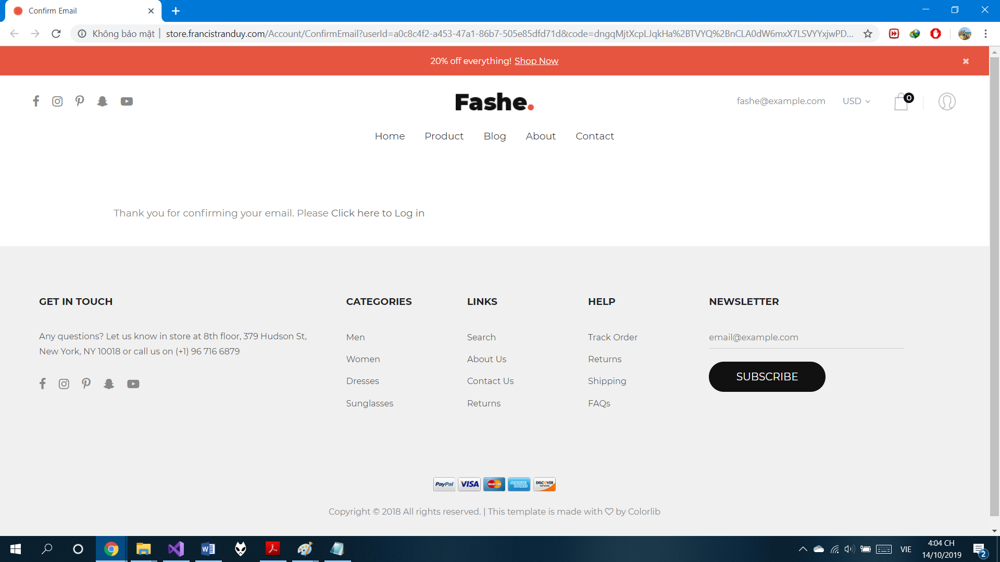 Confirm Email
Không bảo mật
store.francistranduy.com/Account/ConfirmEmail?userId=a0c8c4f2-a453-47a1-86b7-505e85dfd71d&code=dngqMjtXcpLJqkHa%2BTVYQ%2BnCLA0dW6mxX7LSVYYxjwPD...
20% off everything! Shop Now
Fashe.
fashe@example.com
USD
0
Home Product Blog About Contact
Thank you for confirming your email. Please Click here to Log in
GET IN TOUCH
Any questions? Let us know in store at 8th floor, 379 Hudson St,
New York, NY 10018 or call us on (+1) 96 716 6879
CATEGORIES
Men
Women
Dresses
Sunglasses
LINKS
Search
About Us
Contact Us
Returns
HELP
Track Order
Returns
Shipping
FAQs
NEWSLETTER
email@example.com
SUBSCRIBE
PayPal VISA MasterCard AMERICAN EXPRESS DISCOVER NETWORK
Copyright © 2018 All rights reserved. | This template is made with ♡ by Colorlib
VIE
4:04 CH
14/10/2019
2